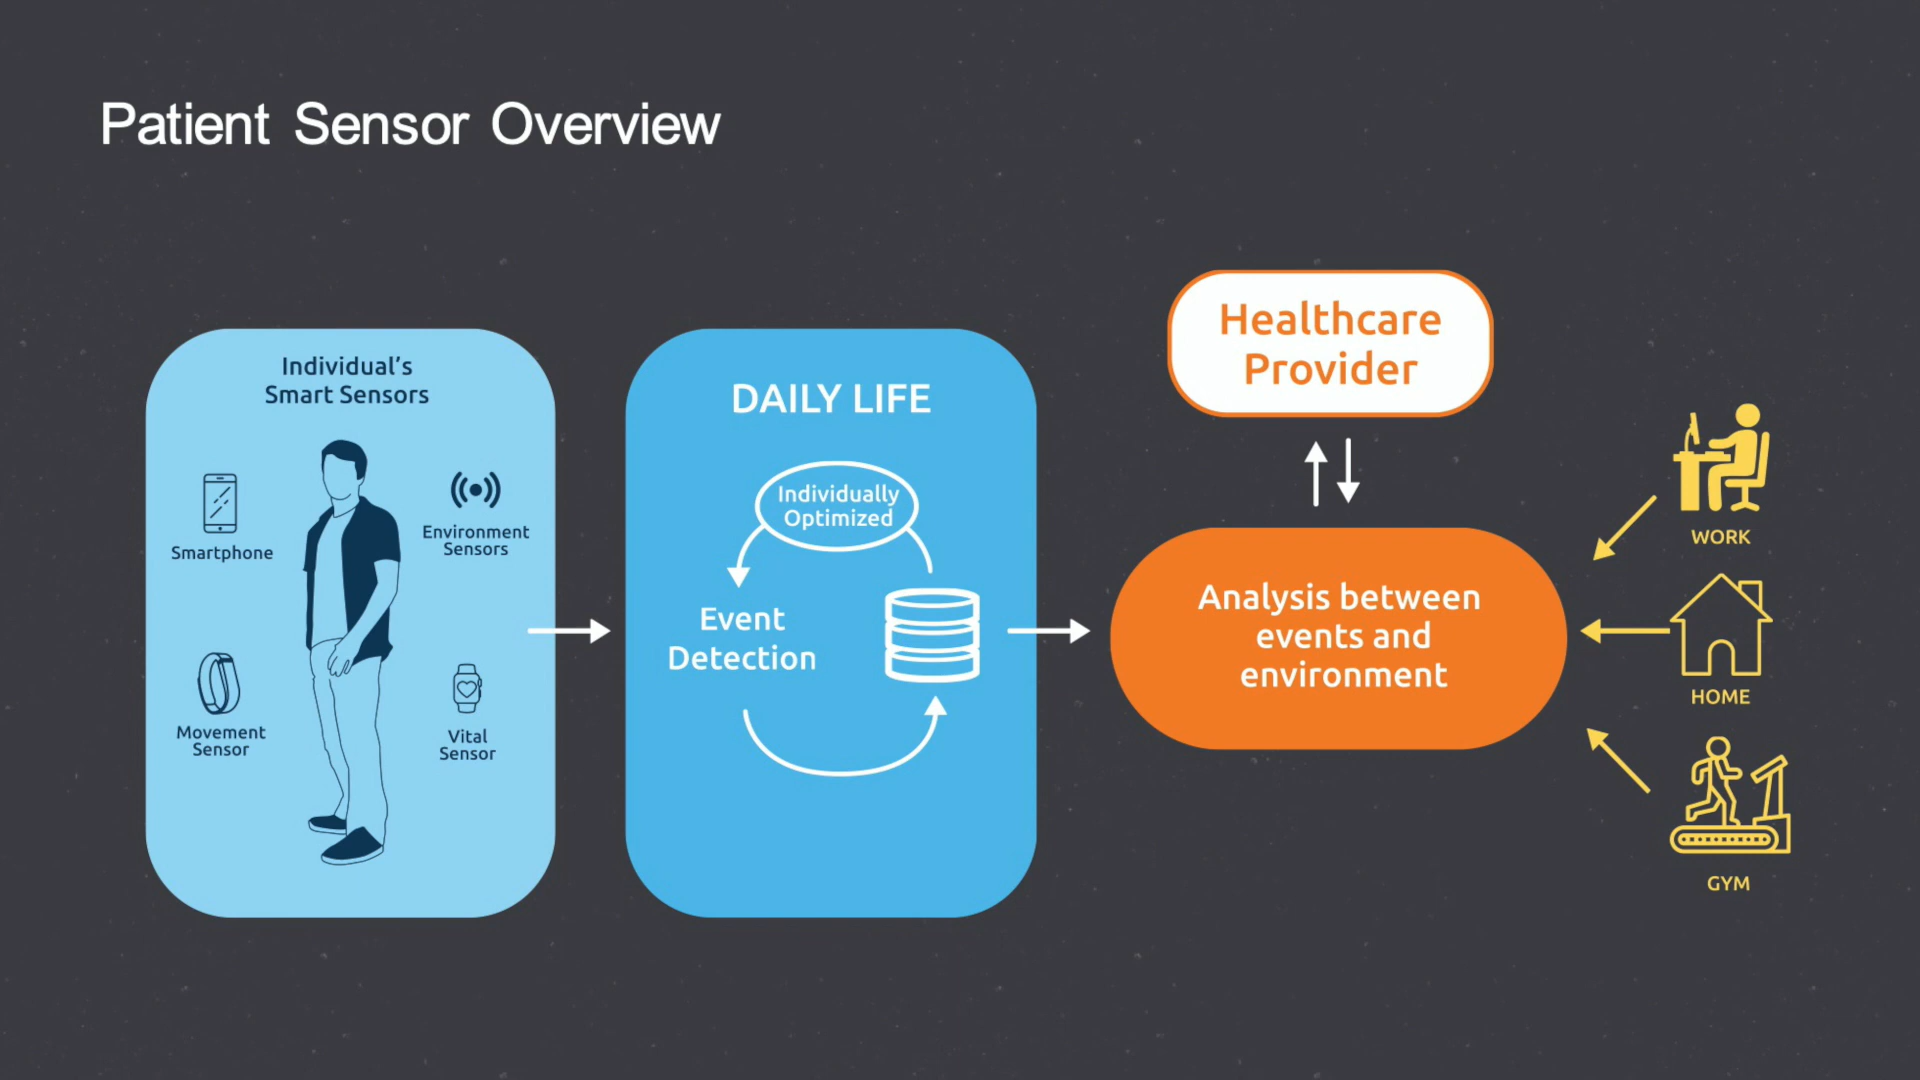 Patient Sensor Overview
Individual's
Smart Sensors
Smartphone
Environment
Sensors
Movement
Sensor
Vital
Sensor
DAILY LIFE
Individually
Optimized
Event
Detection
Healthcare
Provider
Analysis between
events and
environment
WORK
HOME
GYM